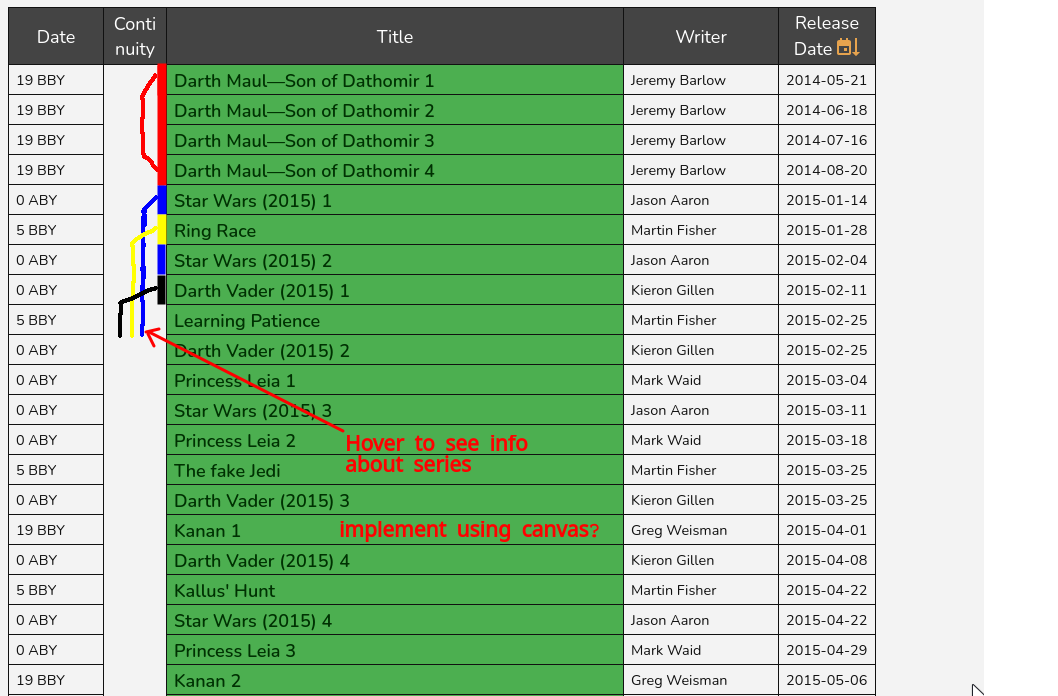 Date Conti nuity Title Writer Release Date
19 BBY Darth Maul—Son of Dathomir 1 Jeremy Barlow 2014-05-21
19 BBY Darth Maul—Son of Dathomir 2 Jeremy Barlow 2014-06-18
19 BBY Darth Maul—Son of Dathomir 3 Jeremy Barlow 2014-07-16
19 BBY Darth Maul—Son of Dathomir 4 Jeremy Barlow 2014-08-20
0 ABY Star Wars (2015) 1 Jason Aaron 2015-01-14
5 BBY Ring Race Martin Fisher 2015-01-28
0 ABY Star Wars (2015) 2 Jason Aaron 2015-02-04
0 ABY Darth Vader (2015) 1 Kieron Gillen 2015-02-11
5 BBY Learning Patience Martin Fisher 2015-02-25
0 ABY Darth Vader (2015) 2 Kieron Gillen 2015-02-25
0 ABY Princess Leia 1 Mark Waid 2015-03-04
0 ABY Star Wars (2015) 3 Jason Aaron 2015-03-11
0 ABY Princess Leia 2 Mark Waid 2015-03-18
Hover to see info
about series
5 BBY The fake Jedi Martin Fisher 2015-03-25
0 ABY Darth Vader (2015) 3 Kieron Gillen 2015-03-25
19 BBY Kanan 1 Greg Weisman 2015-04-01
implement using canvas?
0 ABY Darth Vader (2015) 4 Kieron Gillen 2015-04-08
5 BBY Kallus' Hunt Martin Fisher 2015-04-22
0 ABY Star Wars (2015) 4 Jason Aaron 2015-04-22
0 ABY Princess Leia 3 Mark Waid 2015-04-29
19 BBY Kanan 2 Greg Weisman 2015-05-06